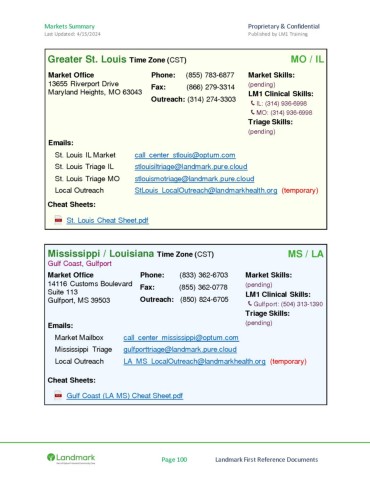 Markets Summary Proprietary & Confidential
Last Updated: 4/15/2024 Published by LM1 Training
Greater St. Louis Time Zone (CST) MO / IL
Market Office Phone: (855) 783-6877 Market Skills:
13655 Riverport Drive Fax: (866) 279-3314 (pending)
Maryland Heights, MO 63043 Outreach: (314) 274-3303 LM1 Clinical Skills:
IL: (314) 936-6998
MO: (314) 936-6998
Triage Skills:
(pending)
Emails:
St. Louis IL Market call_center_stlouis@optum.com
St. Louis Triage IL stlouisiltriage@landmark.pure.cloud
St. Louis Triage MO stlouismotriage@landmark.pure.cloud
Local Outreach StLouis_LocalOutreach@landmarkhealth.org (temporary)
Cheat Sheets:
St. Louis Cheat Sheet.pdf
Mississippi / Louisiana Time Zone (CST) MS / LA
Gulf Coast, Gulfport
Market Office Phone: (833) 362-6703 Market Skills:
14116 Customs Boulevard Fax: (855) 362-0778 (pending)
Suite 113 LM1 Clinical Skills:
Gulfport, MS 39503 Outreach: (850) 824-6705 Gulfport: (504) 313-1390
Triage Skills:
(pending)
Emails:
Market Mailbox call_center_mississippi@optum.com
Mississippi Triage gulfporttriage@landmark.pure.cloud
Local Outreach LA_MS_LocalOutreach@landmarkhealth.org (temporary)
Cheat Sheets:
Gulf Coast (LA MS) Cheat Sheet.pdf
Landmark Page 100 Landmark First Reference Documents